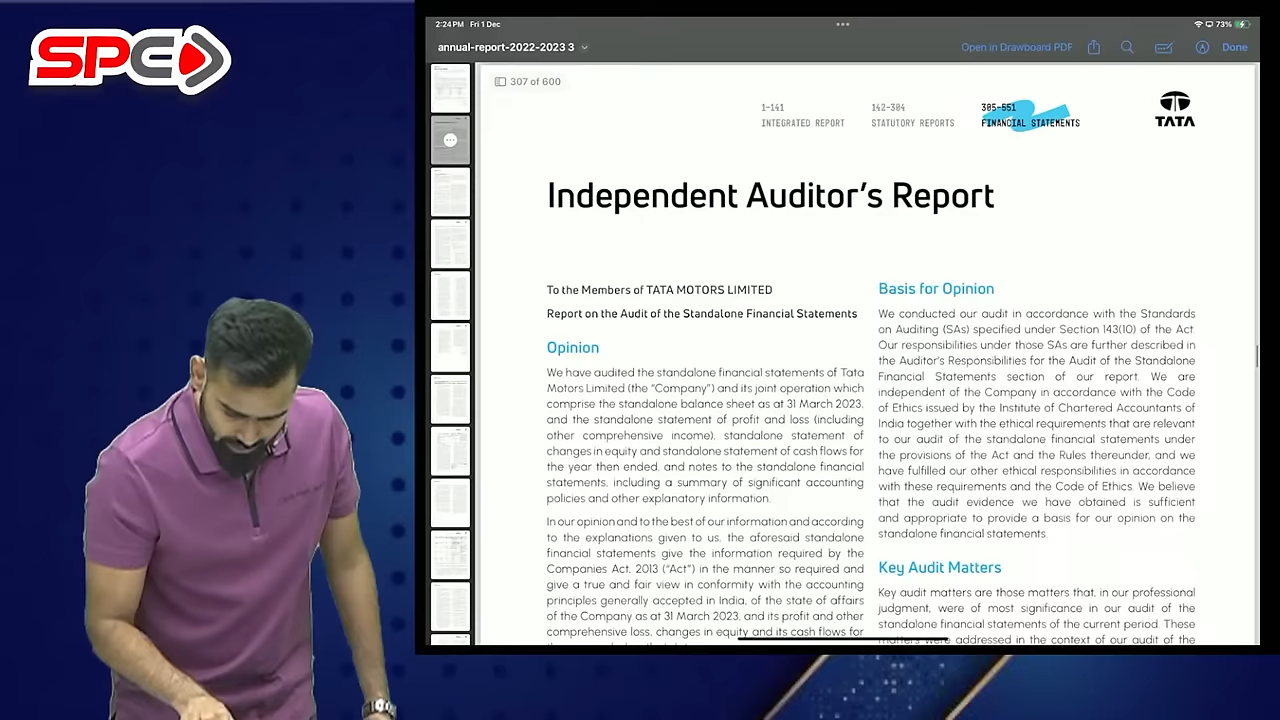 SPC
2:24 PM Fri 1 Dec
73%
annual-report-2022-2023 3
Open in Drawboard PDF
Done
307 of 600
1-141
INTEGRATED REPORT
142-304
STATUTORY REPORTS
305-551
FINANCIAL STATEMENTS
TATA
Independent Auditor's Report
To the Members of TATA MOTORS LIMITED
Report on the Audit of the Standalone Financial Statements
Opinion
We have audited the standalone financial statements of Tata
Motors Limited (the "Company") and its joint operation which
comprise the standalone balance sheet as at 31 March 2023,
and the standalone statement of profit and loss (including
other comprehensive income), standalone statement of
changes in equity and standalone statement of cash flows for
the year then ended, and notes to the standalone financial
statements, including a summary of significant accounting
policies and other explanatory information.
In our opinion and to the best of our information and according
to the explanations given to us, the aforesaid standalone
financial statements give the information required by the
Companies Act, 2013 ("Act") in the manner so required and
give a true and fair view in conformity with the accounting
principles generally accepted in India, of the state of affairs
of the Company as at 31 March 2023, and its profit and other
comprehensive loss, changes in equity and its cash flows for
Basis for Opinion
We conducted our audit in accordance with the Standards
on Auditing (SAs) specified under Section 143(10) of the Act.
Our responsibilities under those SAs are further described in
the Auditor's Responsibilities for the Audit of the Standalone
Financial Statements section of our report. We are
independent of the Company in accordance with the Code
of Ethics issued by the Institute of Chartered Accountants of
India together with the ethical requirements that are relevant
to our audit of the standalone financial statements under
the provisions of the Act and the Rules thereunder, and we
have fulfilled our other ethical responsibilities in accordance
with these requirements and the Code of Ethics. We believe
that the audit evidence we have obtained is sufficient
and appropriate to provide a basis for our opinion on the
standalone financial statements.
Key Audit Matters
Key audit matters are those matters that, in our professional
judgment, were of most significance in our audit of the
standalone financial statements of the current period. These
matters were addressed in the context of our audit of the